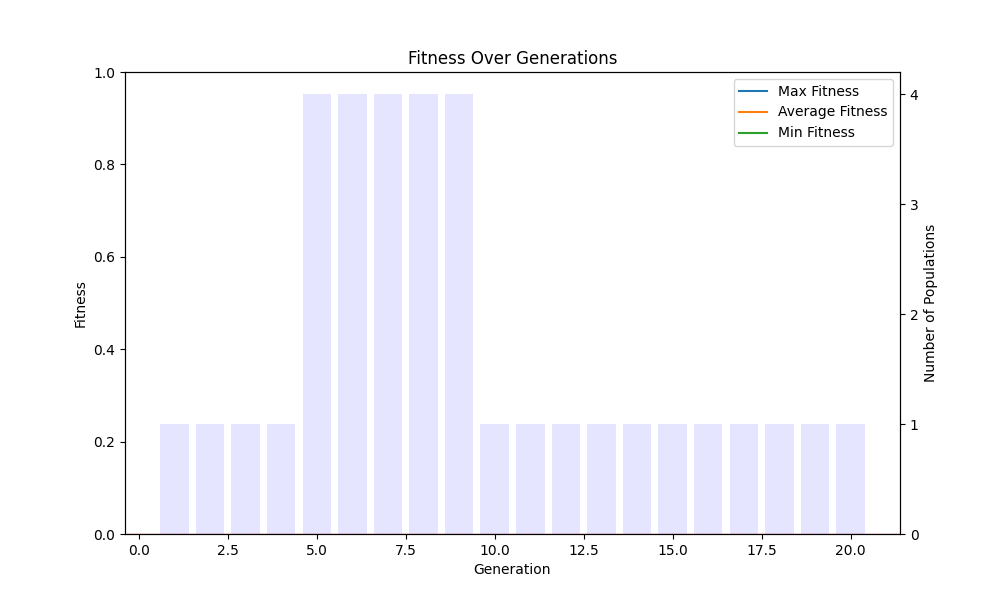 Fitness Over Generations
Max Fitness
Average Fitness
Min Fitness
Fitness
1.0
0.8
0.6
0.4
0.2
0.0
Number of Populations
4
3
2
1
0
0.0 2.5 5.0 7.5 10.0 12.5 15.0 17.5 20.0
Generation